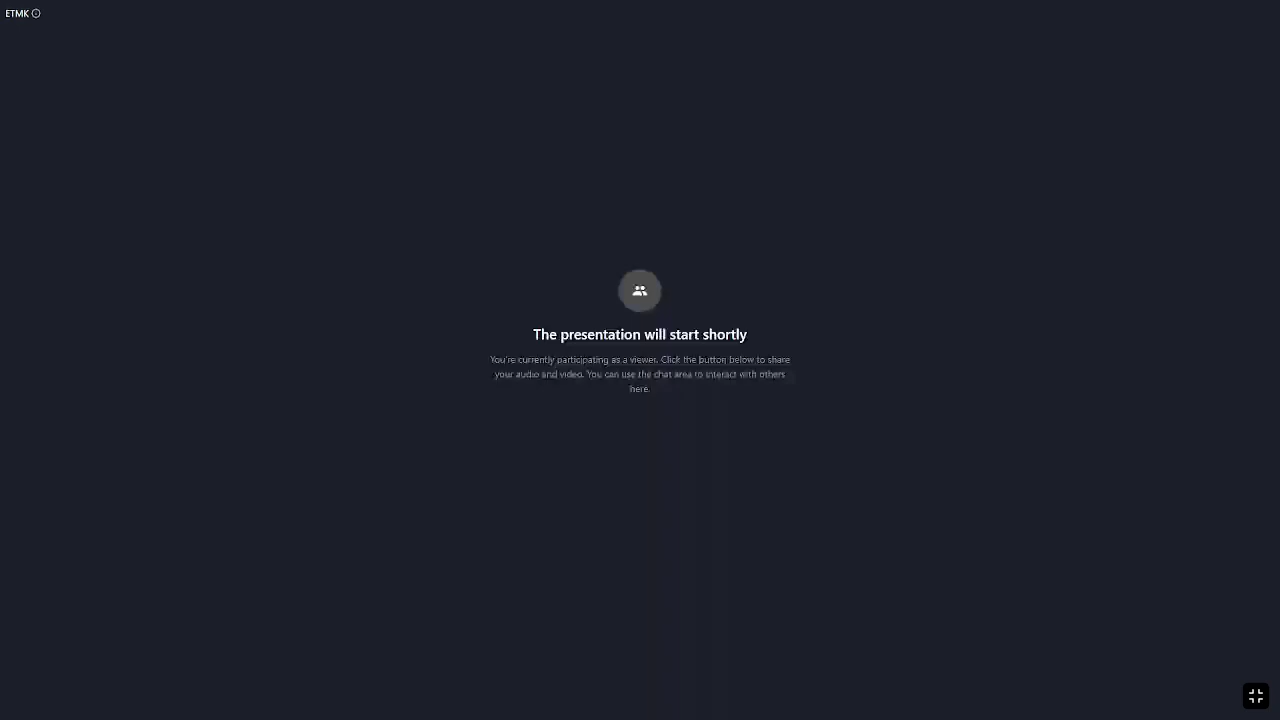 ETMK
The presentation will start shortly
You're currently participating as a viewer. Click the button below to share
your audio and video. You can use the chat area to interact with others
here.